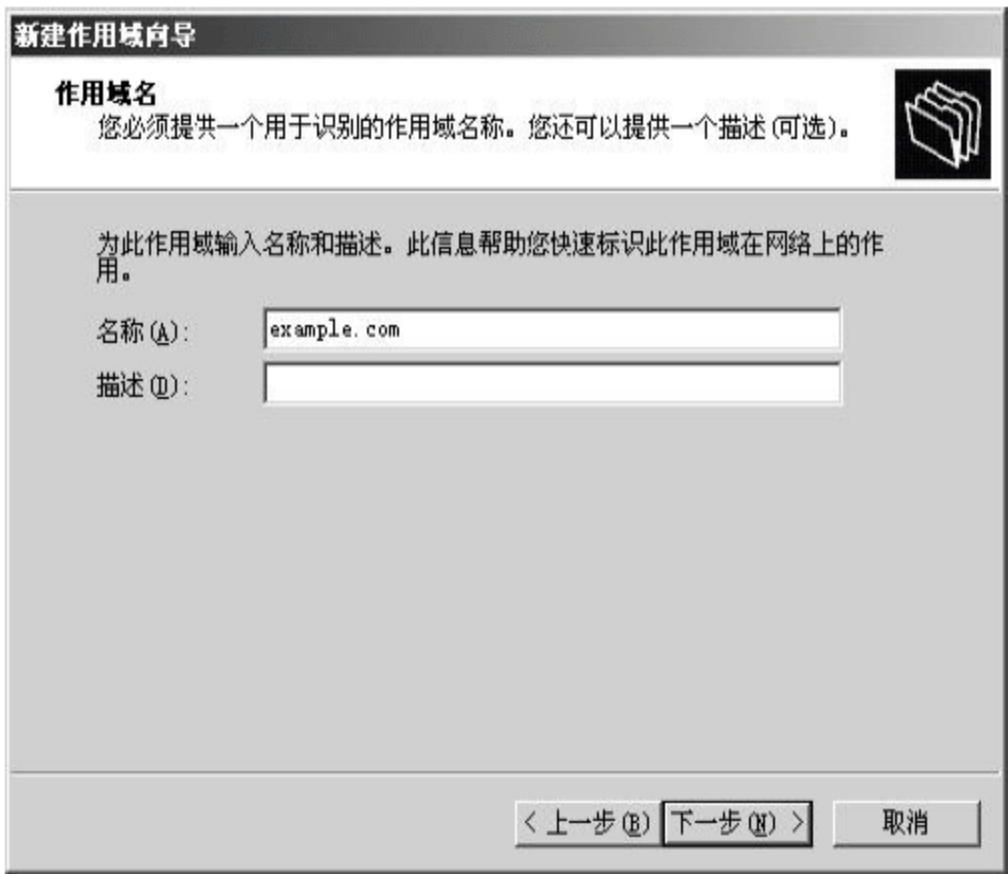 新建作用域向导
作用域名
您必须提供一个用于识别的作用域名称。您还可以提供一个描述(可选)。
为此作用域输入名称和描述。此信息帮助您快速标识此作用域在网络上的作
用。
名称(A): example.com
描述(D):
< 上一步(B) 下一步(N) > 取消